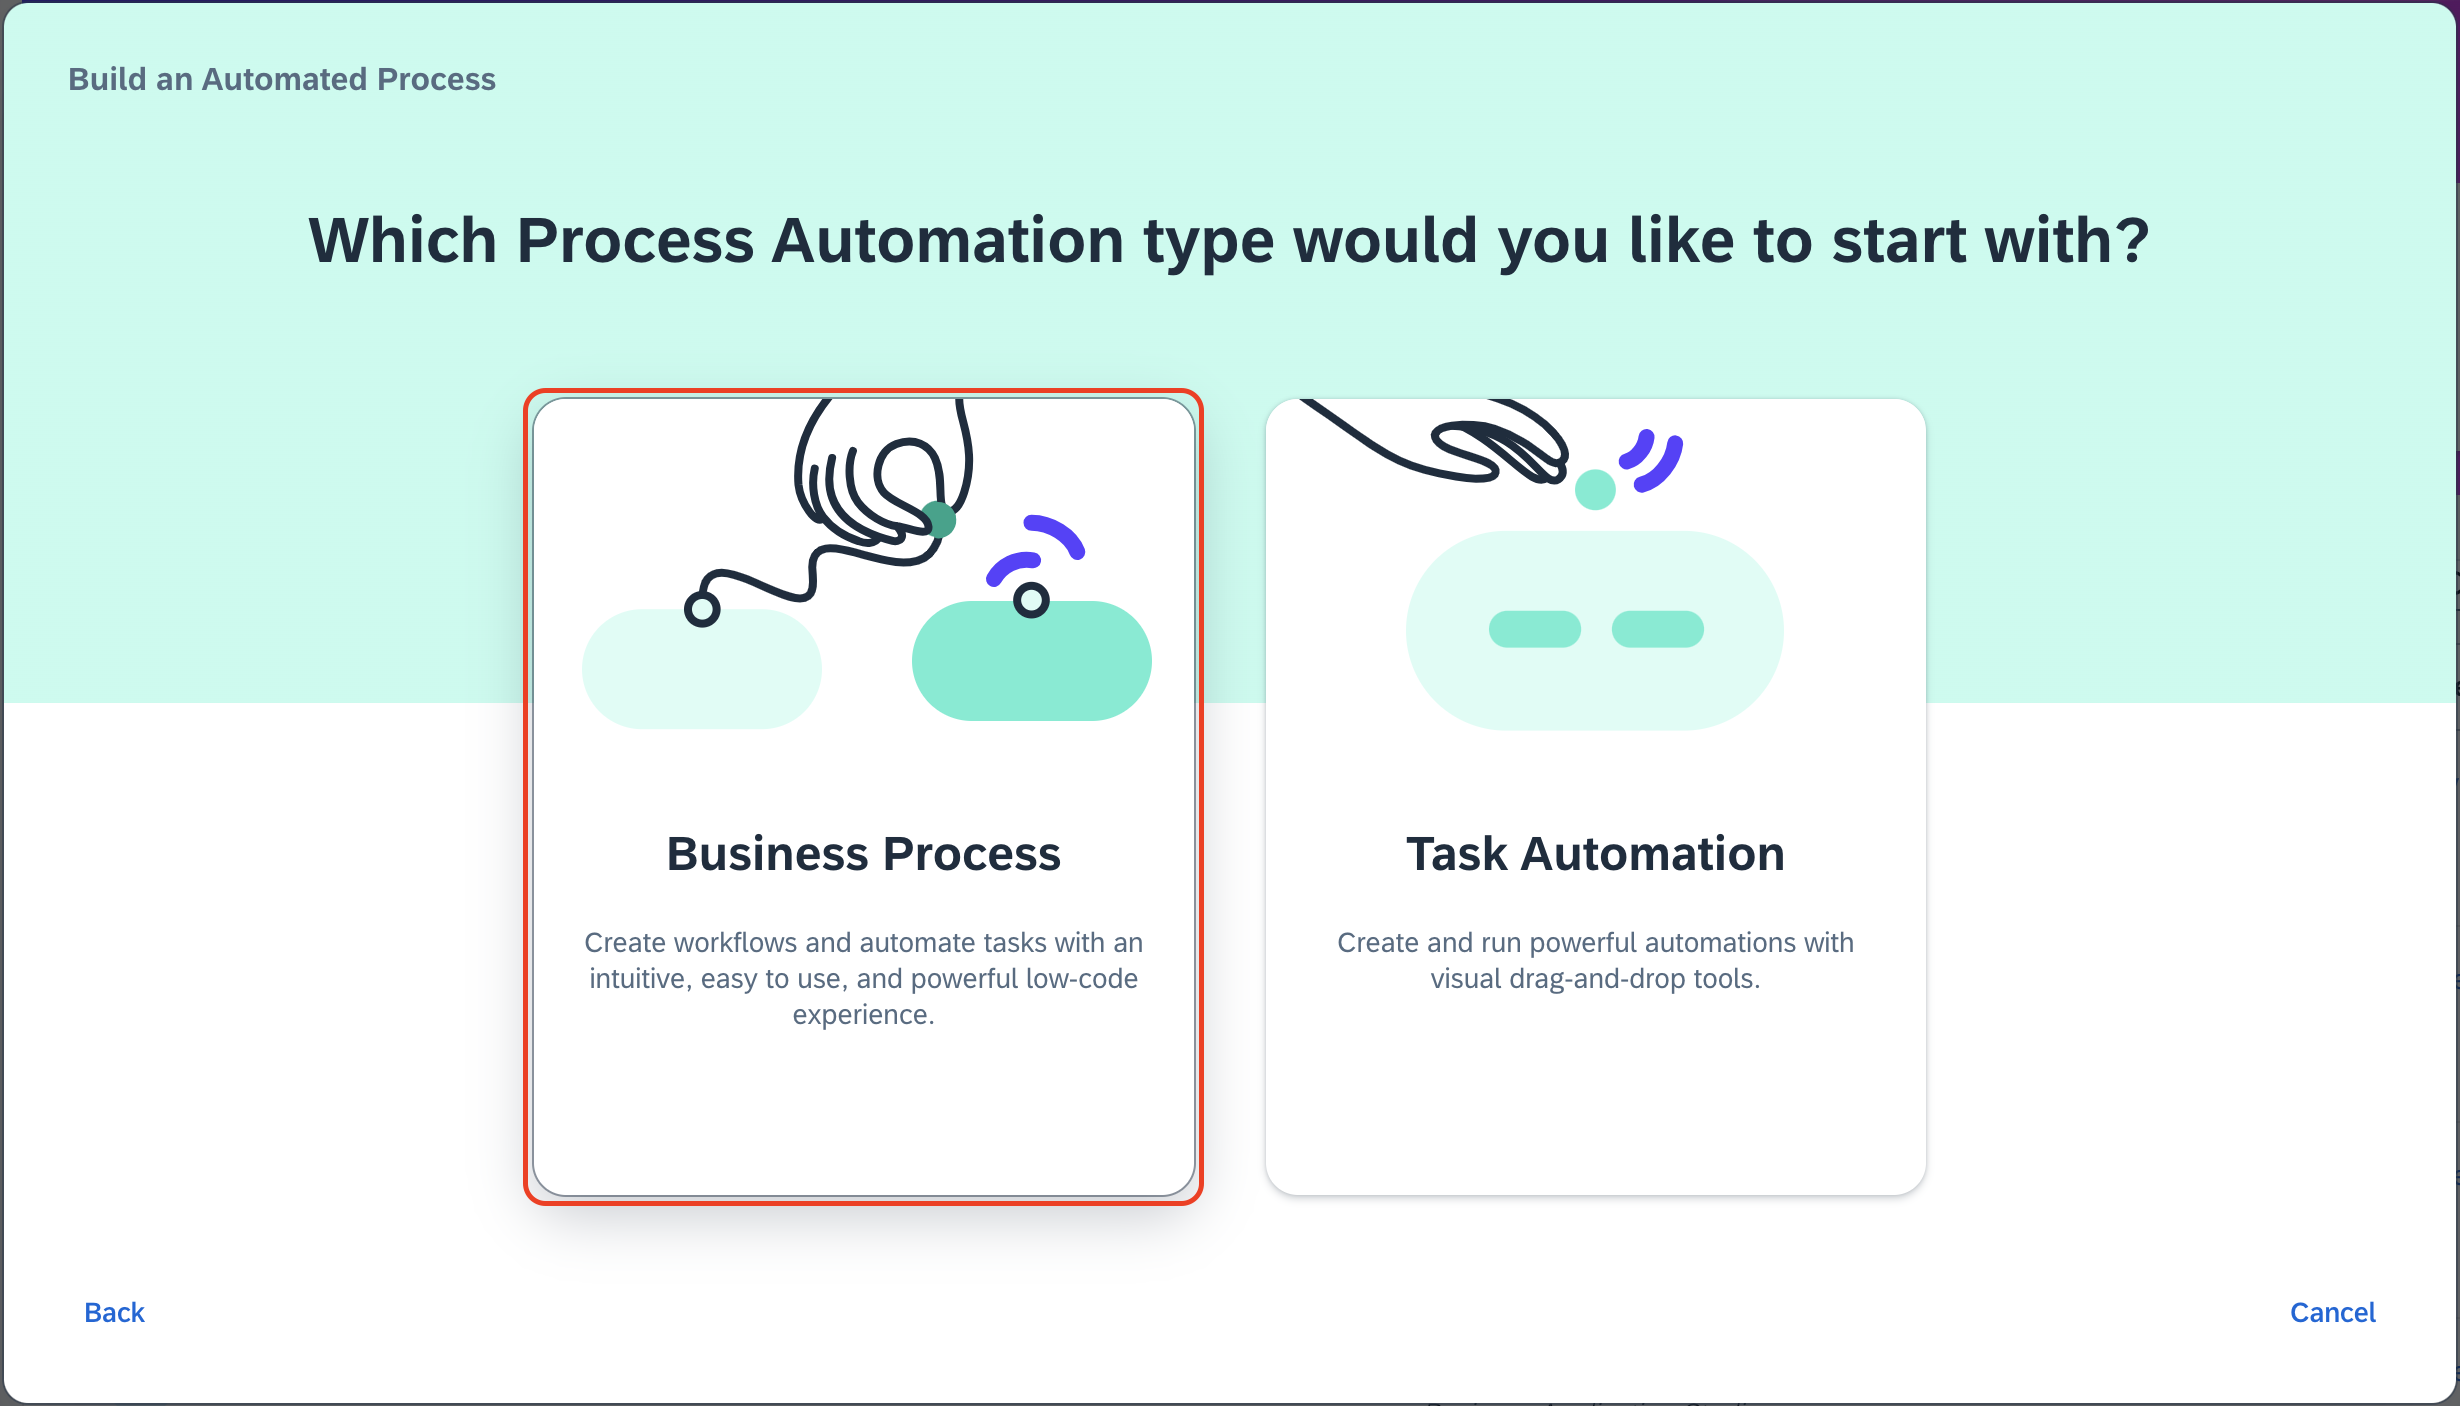 Build an Automated Process
Which Process Automation type would you like to start with?
Business Process
Create workflows and automate tasks with an
intuitive, easy to use, and powerful low-code
experience.
Task Automation
Create and run powerful automations with
visual drag-and-drop tools.
Back
Cancel